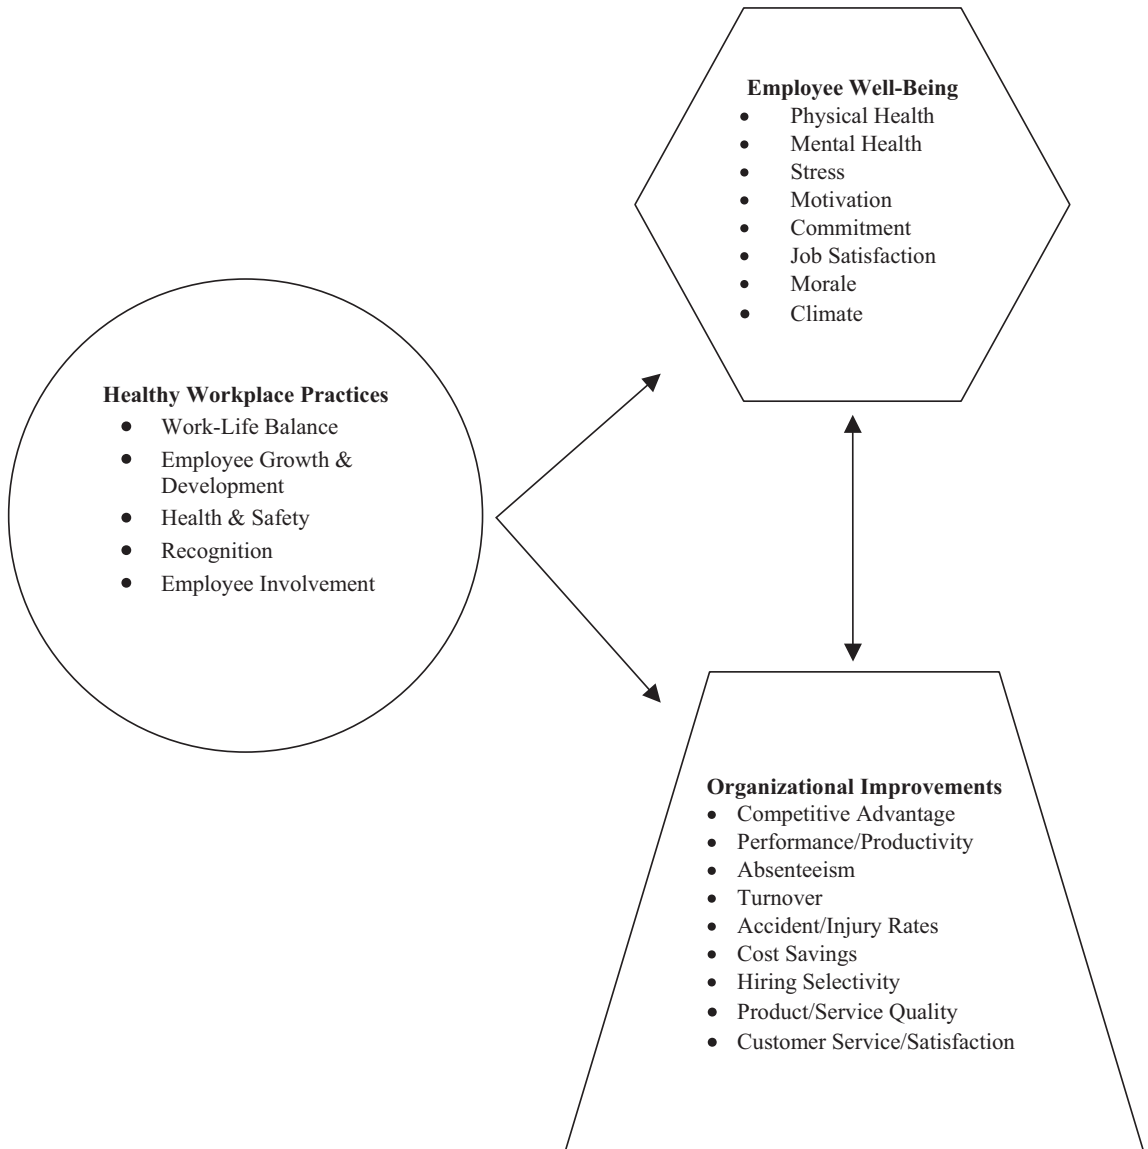 Employee Well-Being
• Physical Health
• Mental Health
• Stress
• Motivation
• Commitment
• Job Satisfaction
• Morale
• Climate
Healthy Workplace Practices
• Work-Life Balance
• Employee Growth &
Development
• Health & Safety
• Recognition
• Employee Involvement
Organizational Improvements
• Competitive Advantage
• Performance/Productivity
• Absenteeism
• Turnover
• Accident/Injury Rates
• Cost Savings
• Hiring Selectivity
• Product/Service Quality
• Customer Service/Satisfaction